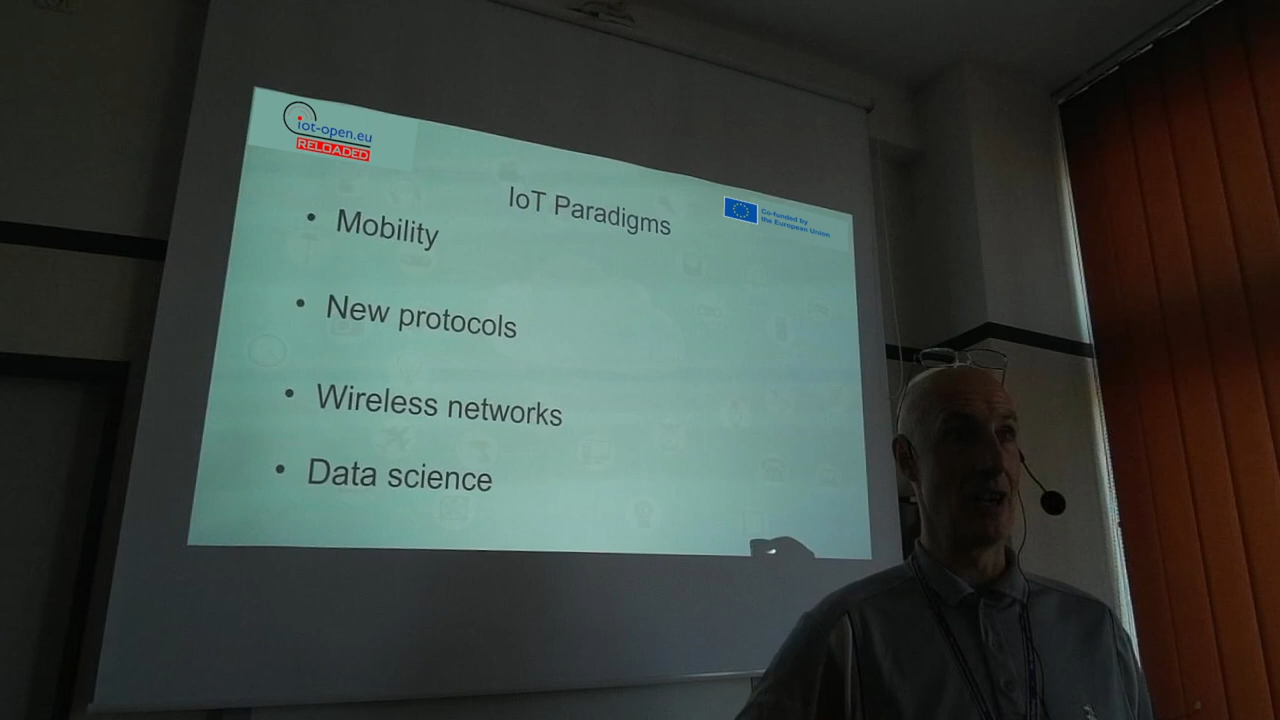 iot-open.eu
RELOADED
IoT Paradigms
Co-funded by
the European Union
• Mobility
• New protocols
• Wireless networks
• Data science